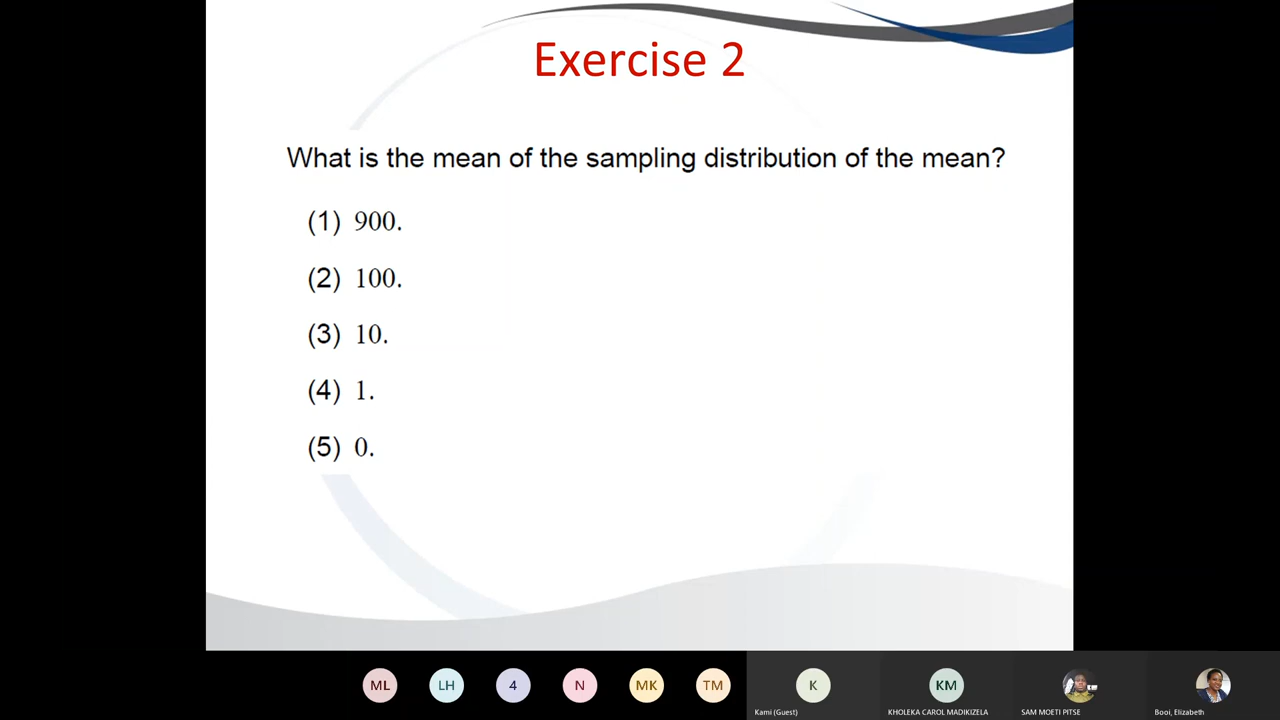 Exercise 2
What is the mean of the sampling distribution of the mean?
(1) 900.
(2) 100.
(3) 10.
(4) 1.
(5) 0.
ML LH 4 N MK TM K KM
Kami (Guest) KHOLEKA CAROL MADIKIZELA SAM MOETI PITSE Booi, Elizabeth